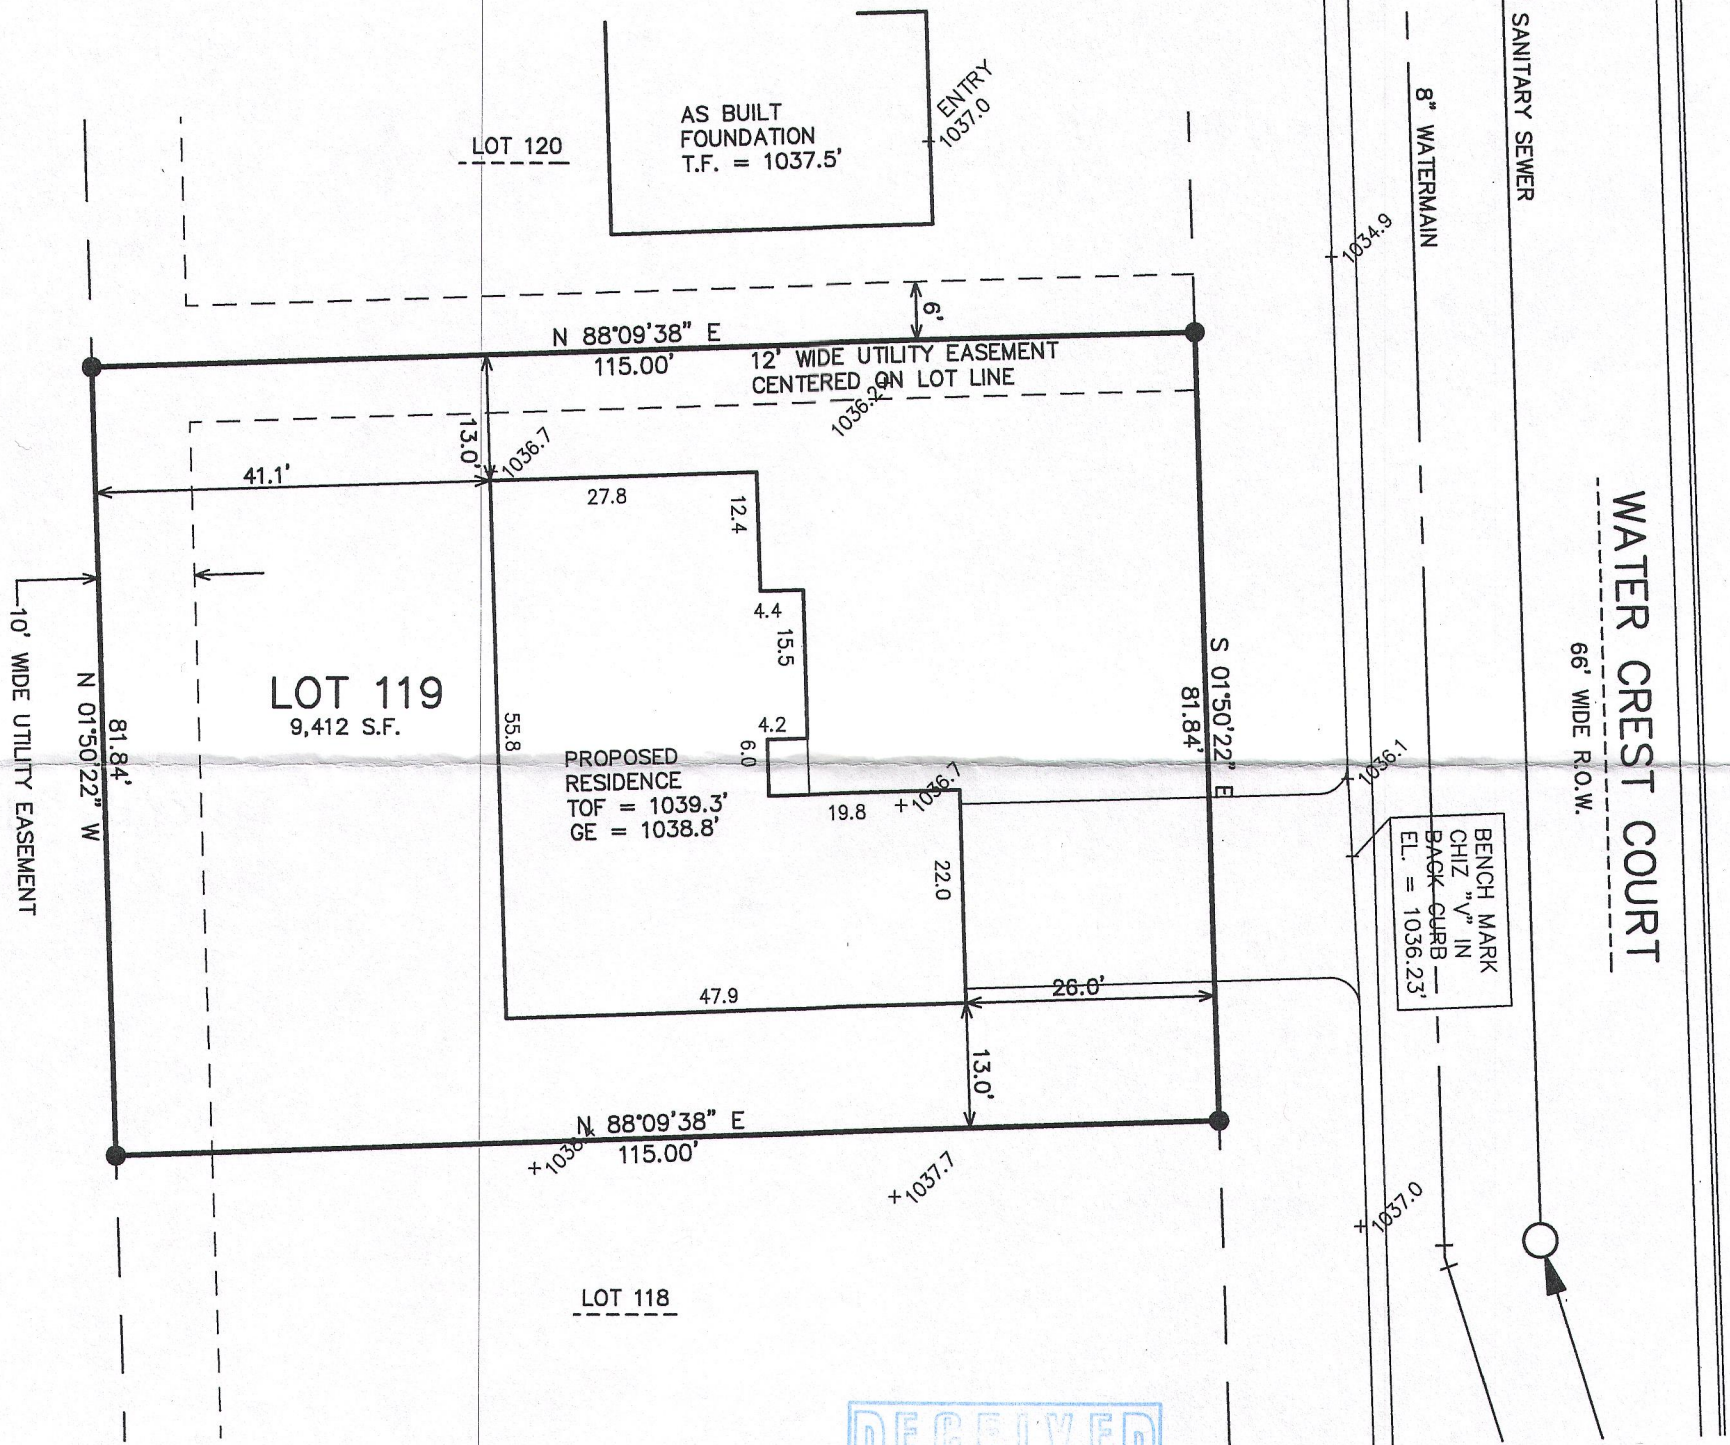 SANITARY SEWER
8" WATERMAIN
ENTRY
1037.0
AS BUILT
FOUNDATION
T.F. = 1037.5'
LOT 120
1034.9
6'
N 88°09'38" E
115.00'
12' WIDE UTILITY EASEMENT
CENTERED ON LOT LINE
1036.2
13.0'
1036.7
41.1'
27.8
12.4
4.4
15.5
4.2
6.0
19.8
1036.7
22.0
55.8
47.9
LOT 119
9,412 S.F.
PROPOSED
RESIDENCE
TOF = 1039.3'
GE = 1038.8'
10' WIDE UTILITY EASEMENT
N 01°50'22" W
81.84'
S 01°50'22" E
81.84'
WATER CREST COURT
66' WIDE R.O.W.
1036.1
BENCH MARK
CHIZ "V" IN
BACK CURB
EL. = 1036.23'
26.0'
13.0'
N 88°09'38" E
115.00'
1037.7
1037.0
LOT 118
RECEIVED